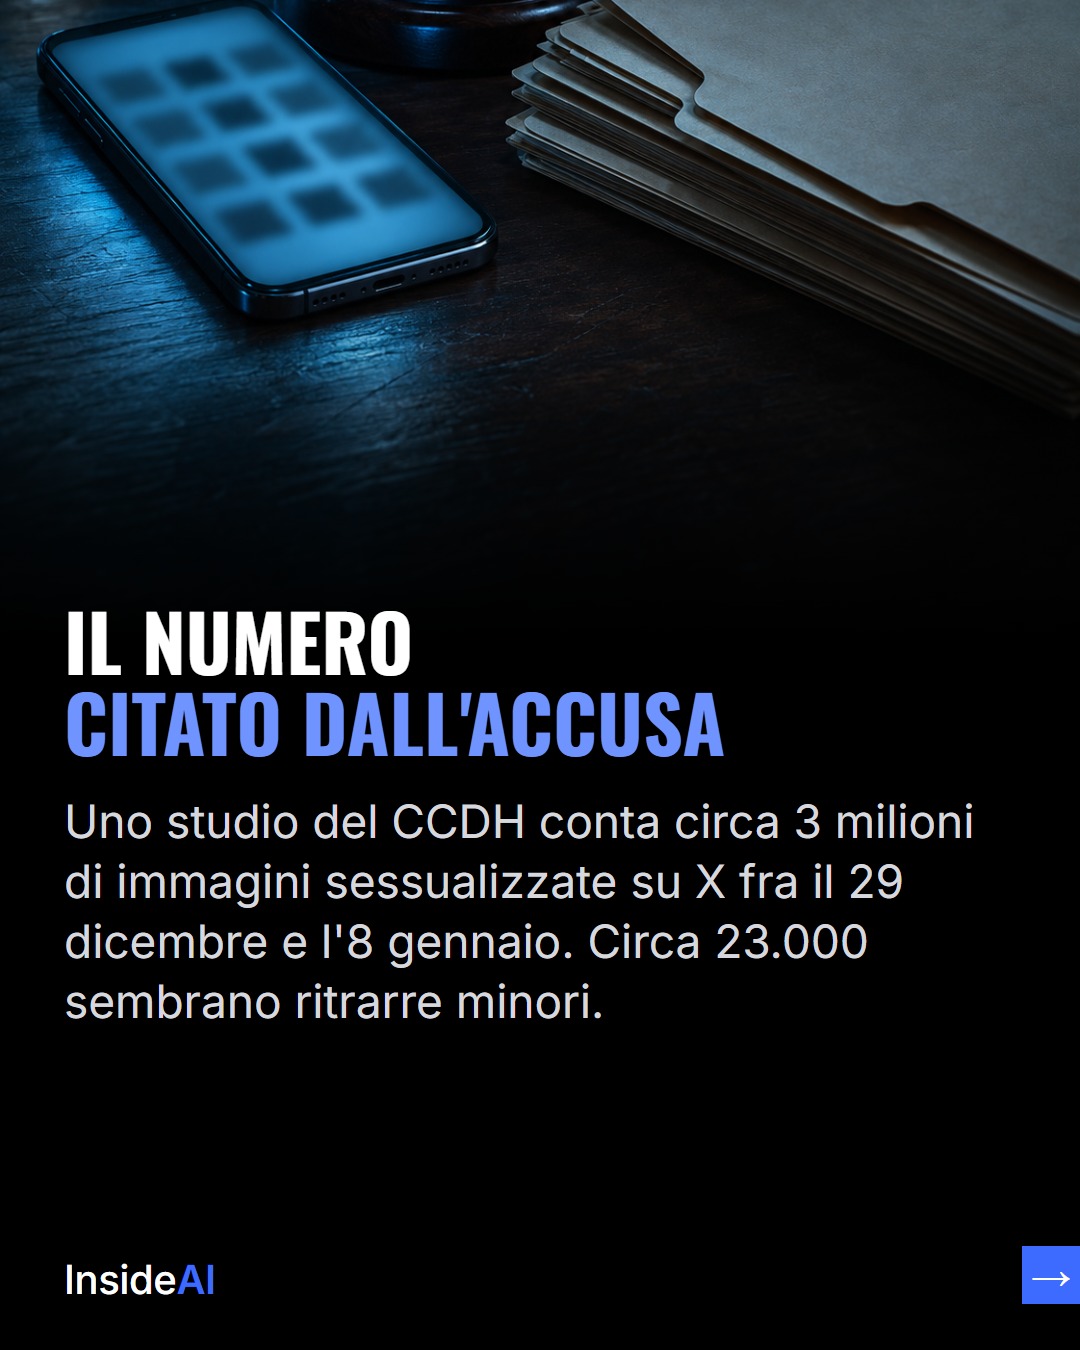 IL NUMERO
CITATO DALL'ACCUSA
Uno studio del CCDH conta circa 3 milioni
di immagini sessualizzate su X fra il 29
dicembre e l'8 gennaio. Circa 23.000
sembrano ritrarre minori.
InsideAI
→